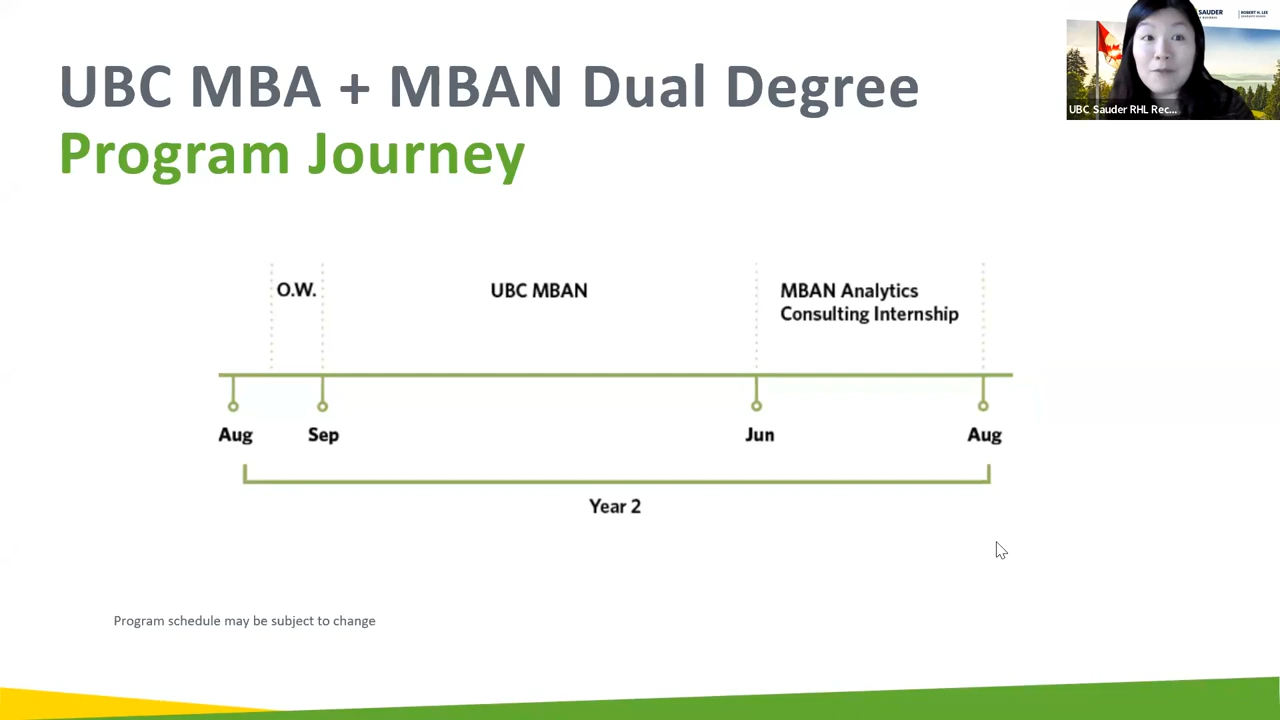 SAUDER
ROBERT H. LEE
UBC Sauder RHL Rec...
UBC MBA + MBAN Dual Degree
Program Journey
O.W.
UBC MBAN
MBAN Analytics
Consulting Internship
Aug
Sep
Jun
Aug
Year 2
Program schedule may be subject to change